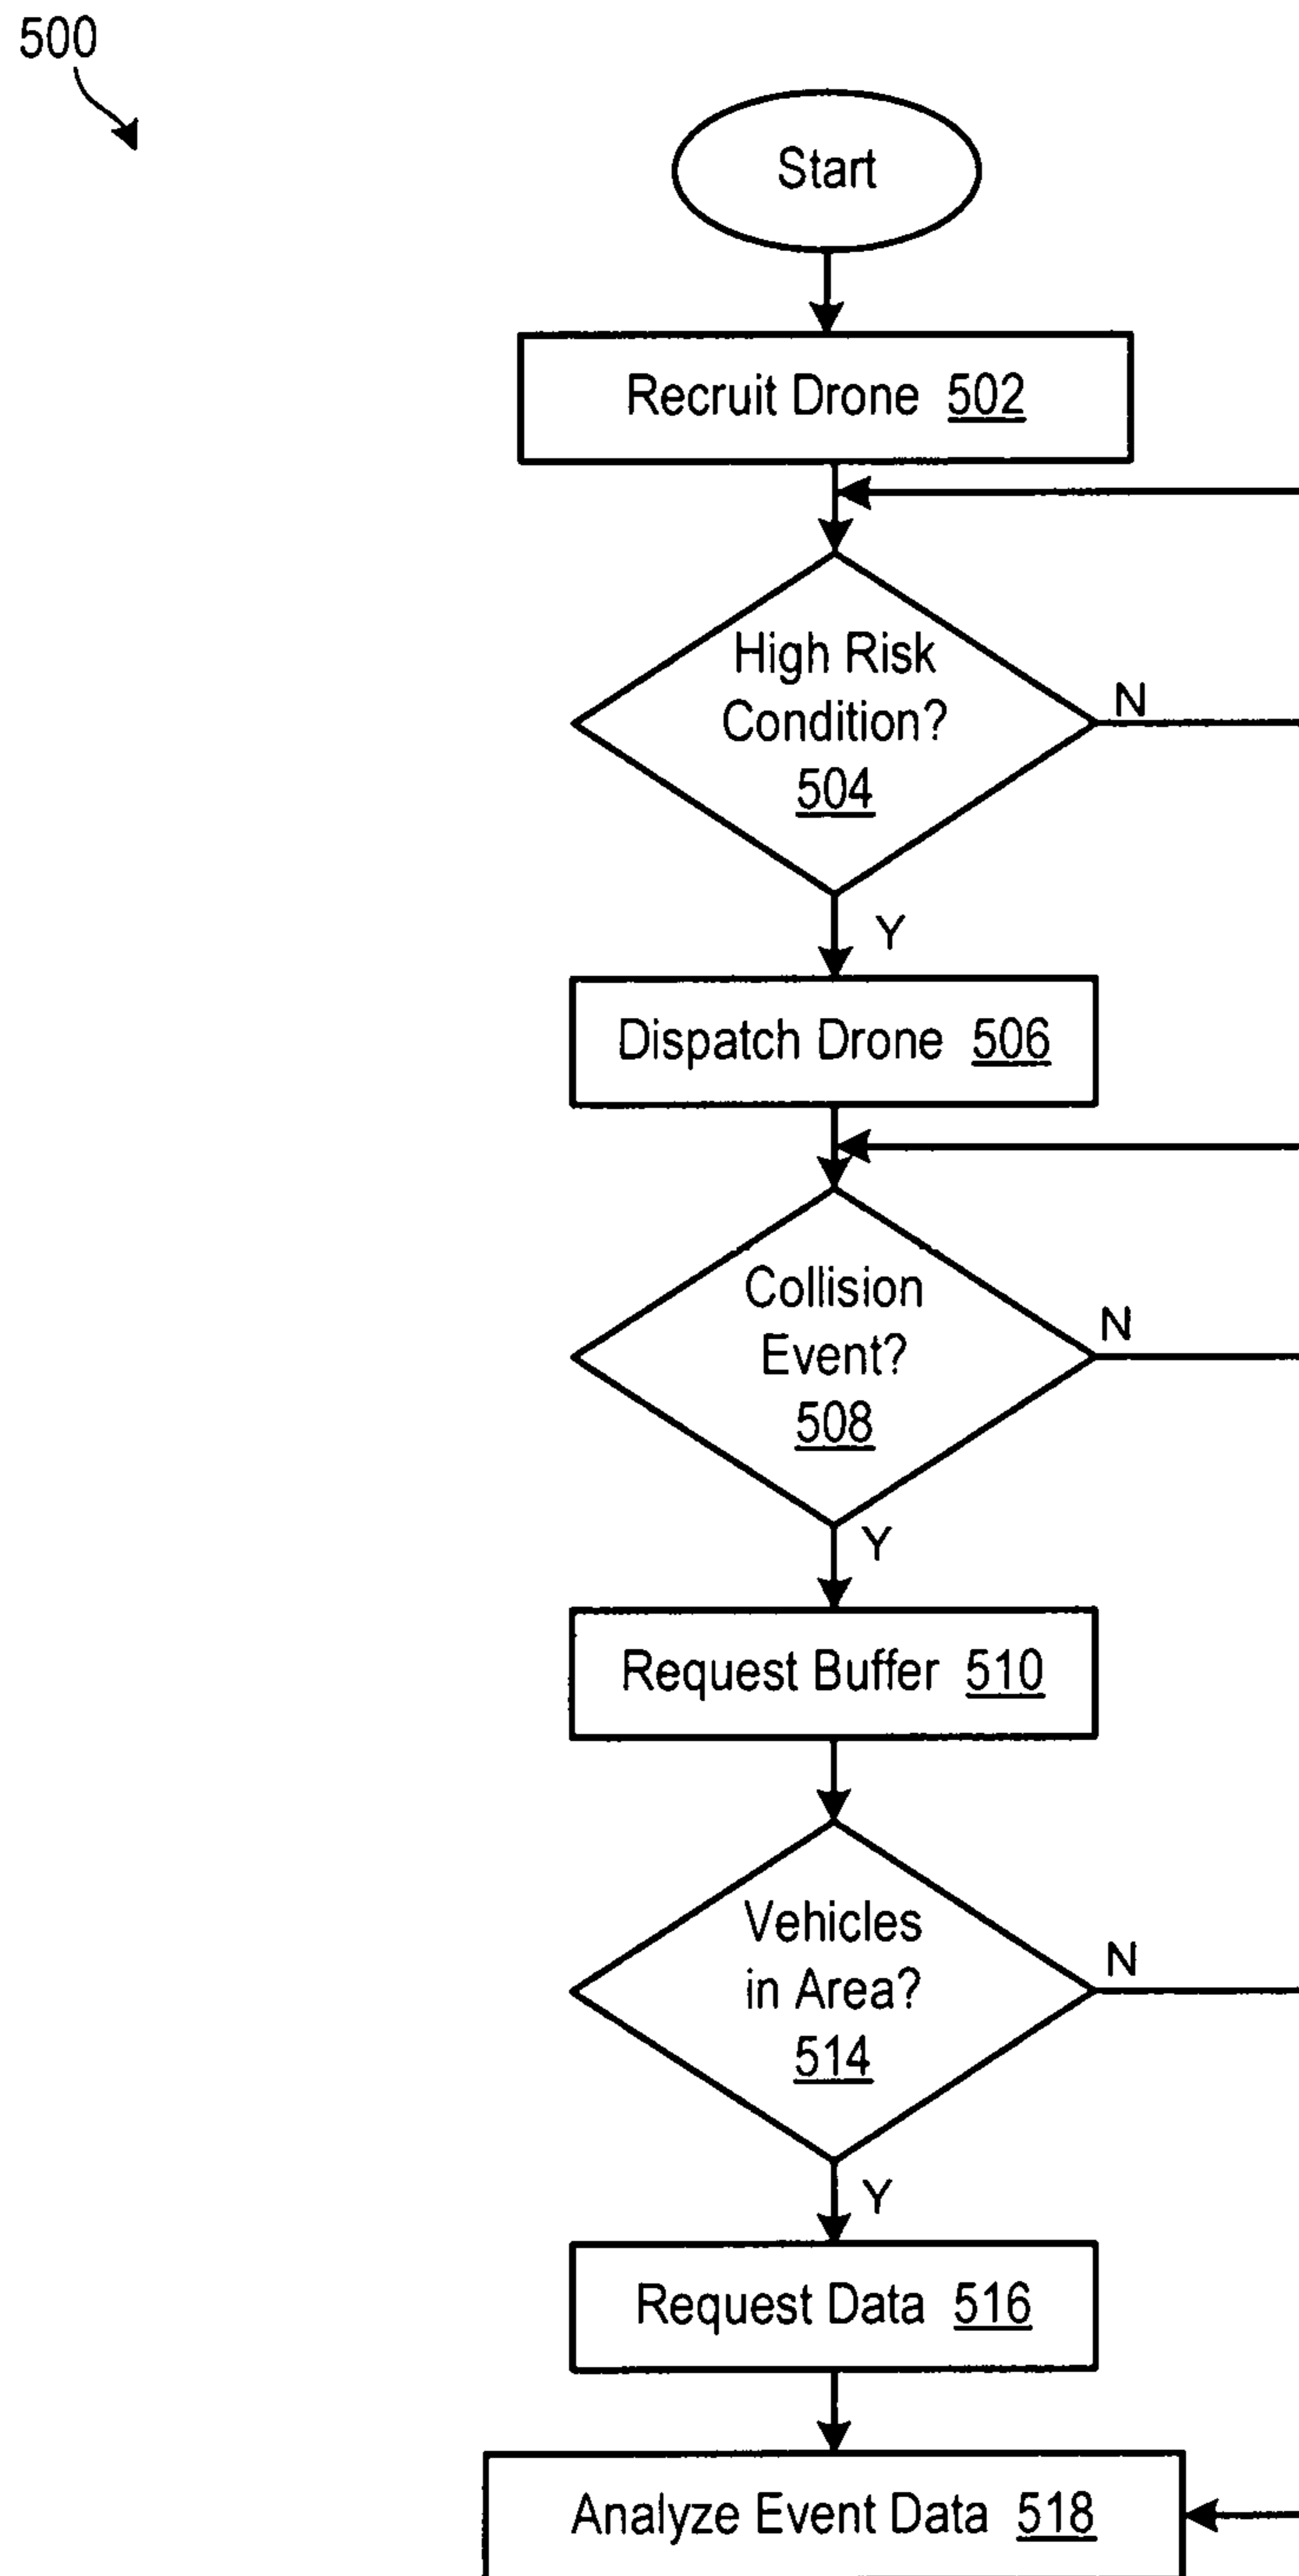 500
Start
Recruit Drone 502
High Risk
Condition?
504
N
Y
Dispatch Drone 506
Collision
Event?
508
N
Y
Request Buffer 510
Vehicles
in Area?
514
N
Y
Request Data 516
Analyze Event Data 518